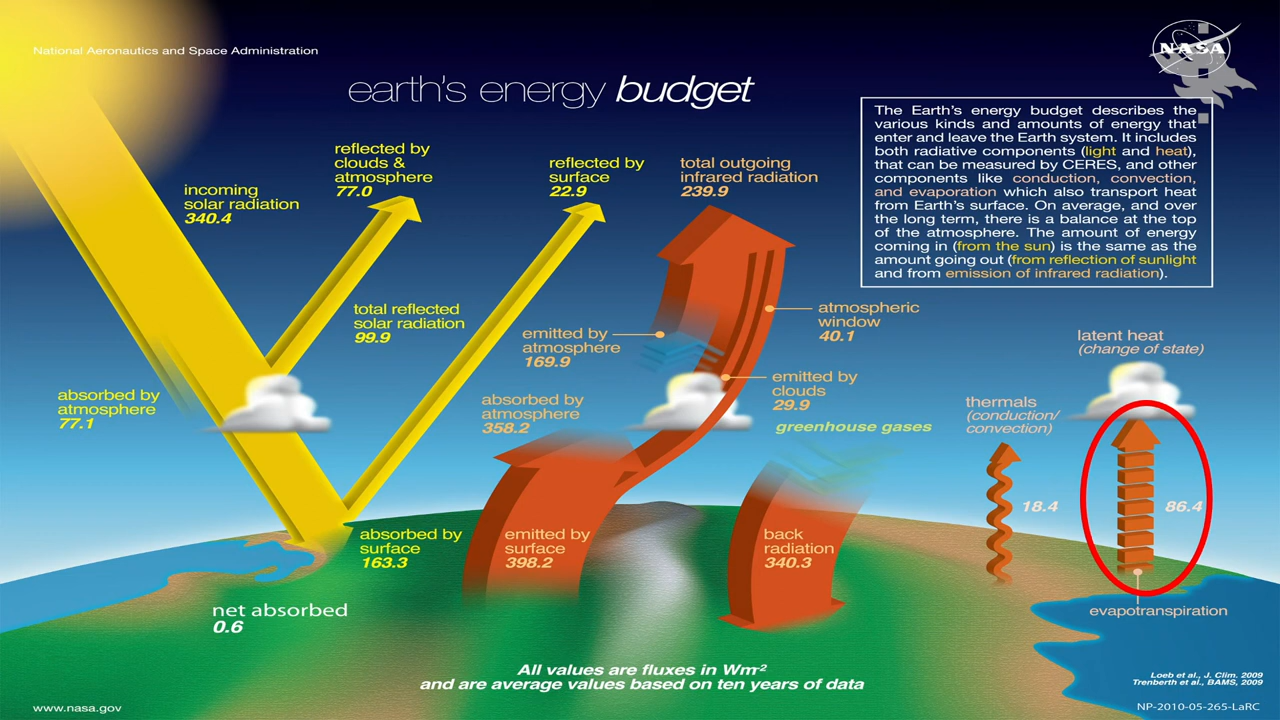 National Aeronautics and Space Administration
NASA
earth's energy budget
The Earth's energy budget describes the
various kinds and amounts of energy that
enter and leave the Earth system. It includes
both radiative components (light and heat),
that can be measured by CERES, and other
components like conduction, convection,
and evaporation which also transport heat
from Earth's surface. On average, and over
the long term, there is a balance at the top
of the atmosphere. The amount of energy
coming in (from the sun) is the same as the
amount going out (from reflection of sunlight
and from emission of infrared radiation).
incoming
solar radiation
340.4
reflected by
clouds &
atmosphere
77.0
reflected by
surface
22.9
total outgoing
infrared radiation
239.9
total reflected
solar radiation
99.9
emitted by
atmosphere
169.9
atmospheric
window
40.1
latent heat
(change of state)
absorbed by
atmosphere
77.1
absorbed by
atmosphere
358.2
emitted by
clouds
29.9
greenhouse gases
thermals
(conduction/
convection)
18.4
86.4
absorbed by
surface
163.3
emitted by
surface
398.2
back
radiation
340.3
evapotranspiration
net absorbed
0.6
All values are fluxes in Wm-2
and are average values based on ten years of data
Loeb et al., J. Clim. 2009
Trenberth et al., BAMS, 2009
www.nasa.gov
NP-2010-05-265-LaRC